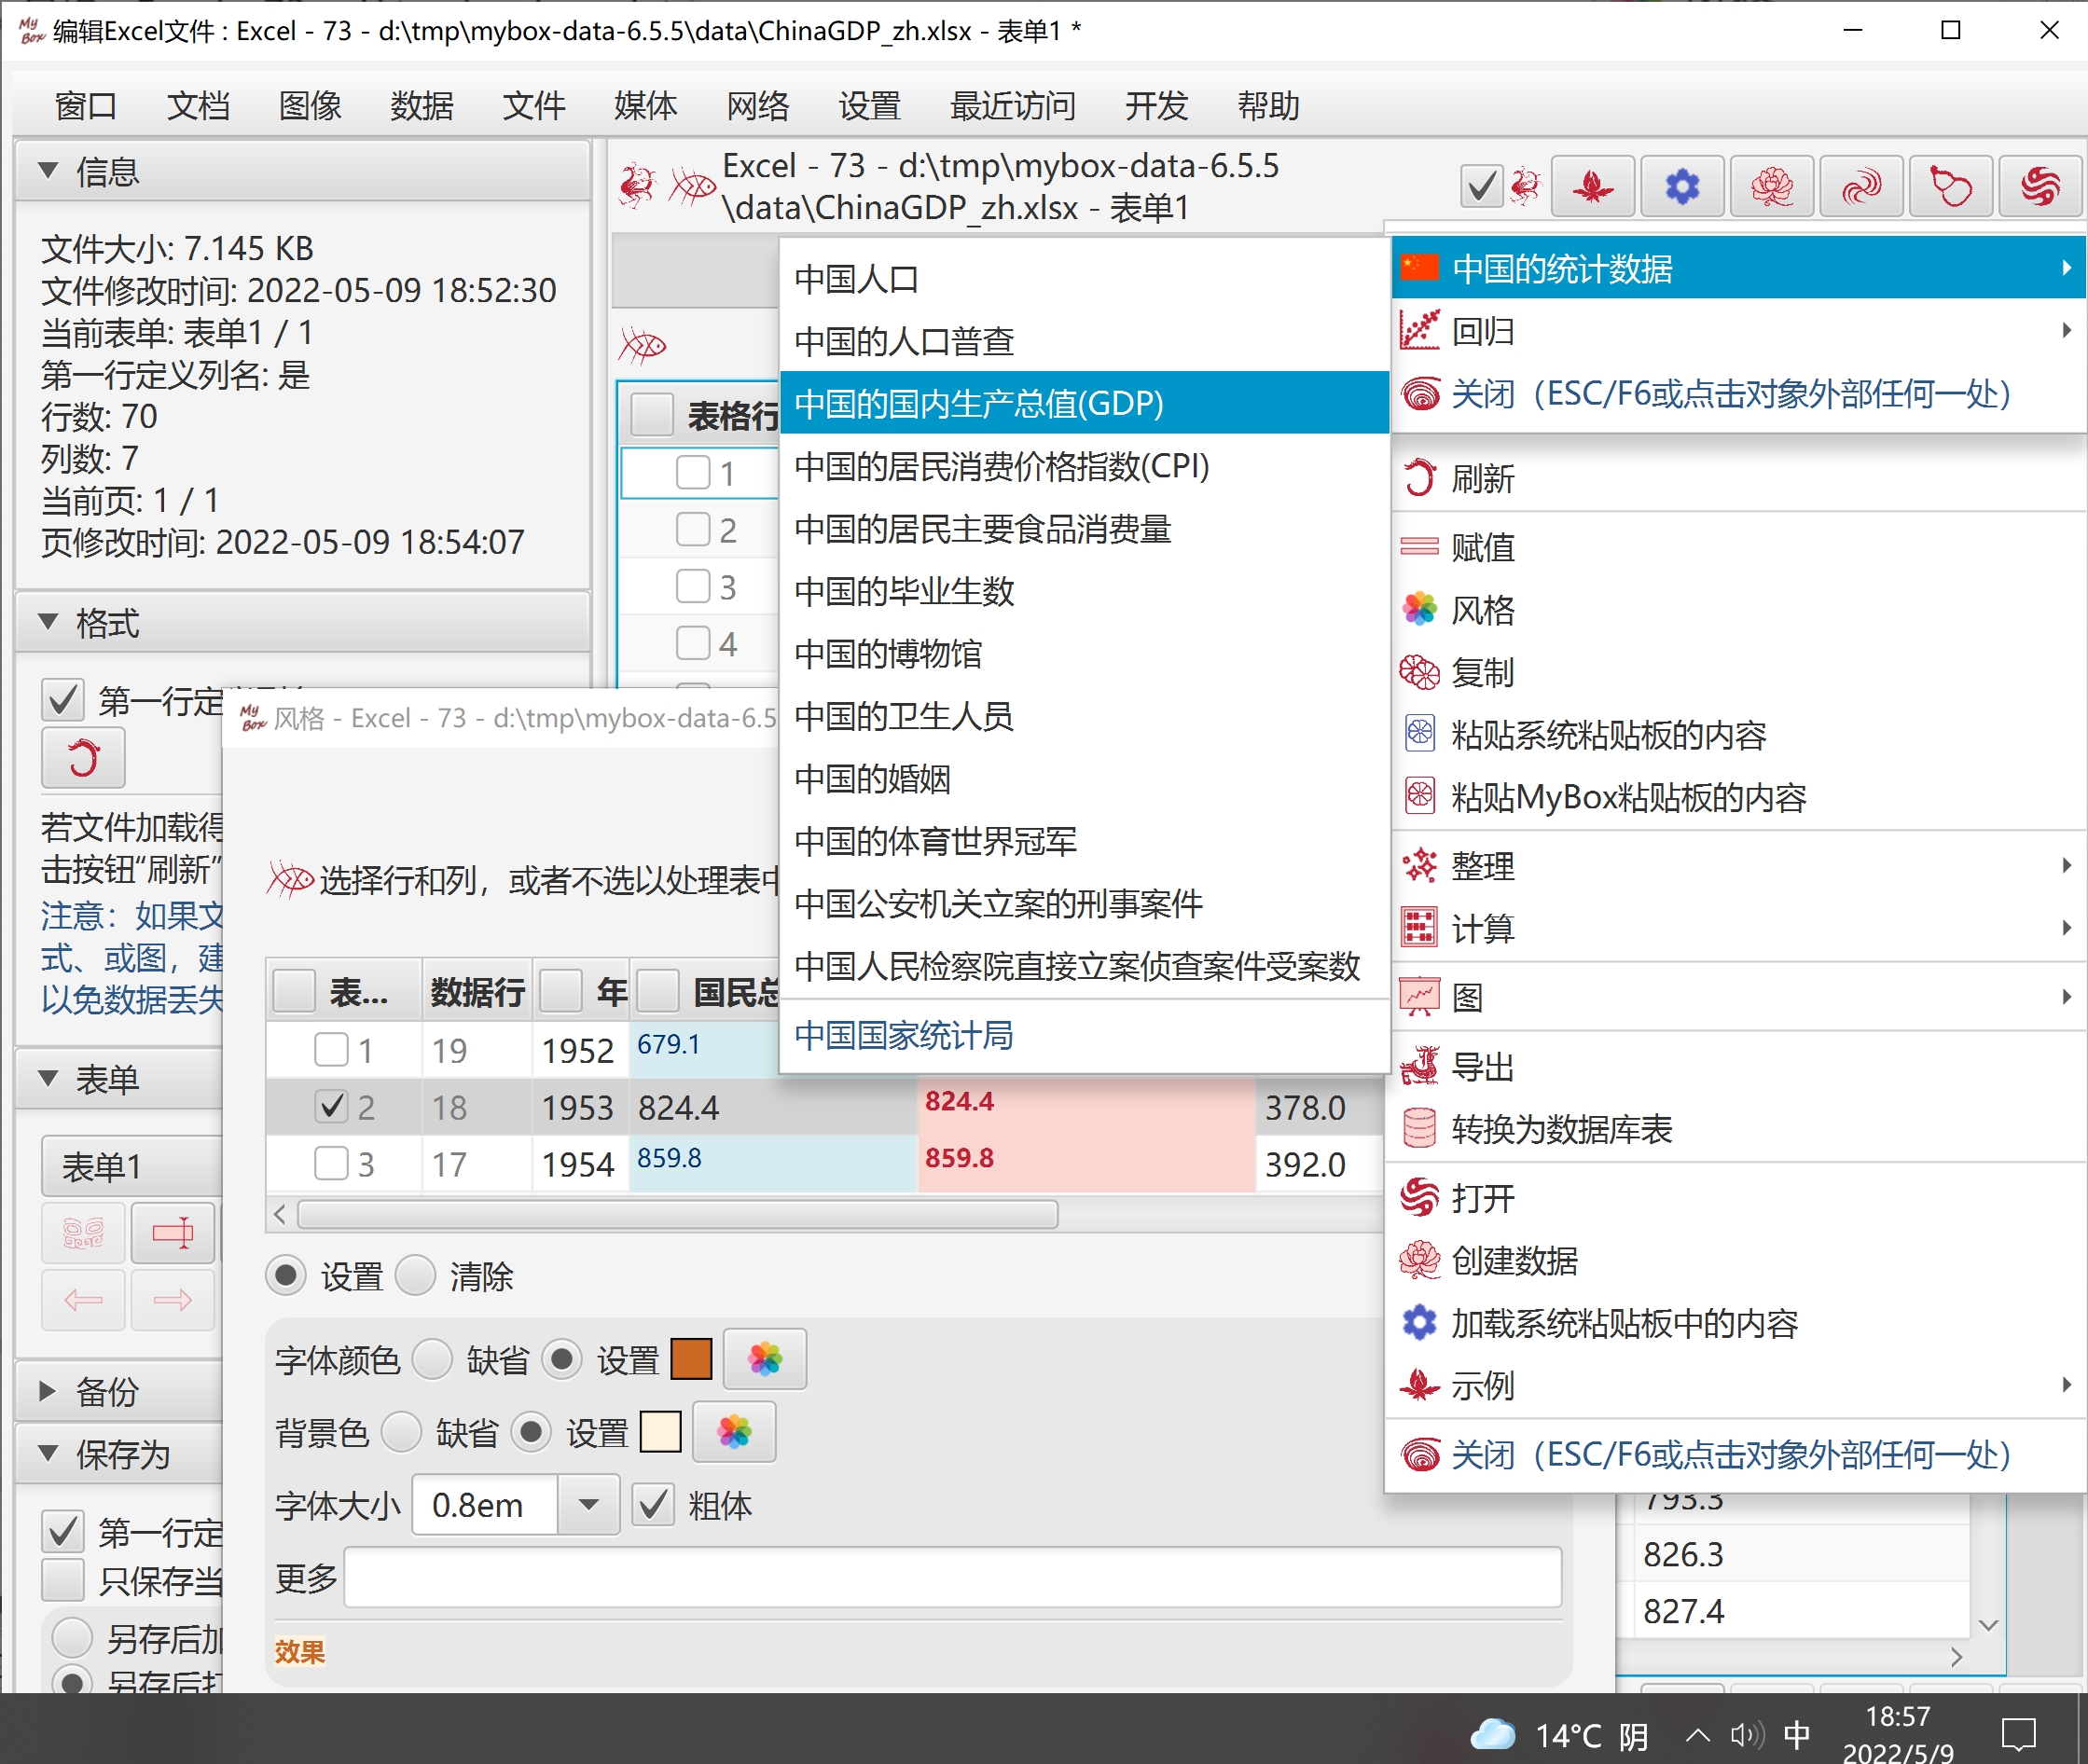 My Box 编辑Excel文件 : Excel - 73 - d:\tmp\mybox-data-6.5.5\data\ChinaGDP_zh.xlsx - 表单1 *
窗口 文档 图像 数据 文件 媒体 网络 设置 最近访问 开发 帮助
信息
文件大小: 7.145 KB
文件修改时间: 2022-05-09 18:52:30
当前表单: 表单1 / 1
第一行定义列名: 是
行数: 70
列数: 7
当前页: 1 / 1
页修改时间: 2022-05-09 18:54:07
格式
第一行定
若文件加载得
击按钮“刷新”
注意：如果文
式、或图，建
以免数据丢失
表单
表单1
备份
保存为
第一行定
只保存当
另存后加
另存后打
Excel - 73 - d:\tmp\mybox-data-6.5.5
\data\ChinaGDP_zh.xlsx - 表单1
表格行
1
2
3
4
中国人口
中国的人口普查
中国的国内生产总值(GDP)
中国的居民消费价格指数(CPI)
中国的居民主要食品消费量
中国的毕业生数
中国的博物馆
中国的卫生人员
中国的婚姻
中国的体育世界冠军
中国公安机关立案的刑事案件
中国人民检察院直接立案侦查案件受案数
中国国家统计局
中国的统计数据
回归
关闭（ESC/F6或点击对象外部任何一处）
刷新
赋值
风格
复制
粘贴系统粘贴板的内容
粘贴MyBox粘贴板的内容
整理
计算
图
导出
转换为数据库表
打开
创建数据
加载系统粘贴板中的内容
示例
关闭（ESC/F6或点击对象外部任何一处）
My Box 风格 - Excel - 73 - d:\tmp\mybox-data-6.5
选择行和列，或者不选以处理表中
表... 数据行 年 国民总
1 19 1952 679.1
2 18 1953 824.4 824.4 378.0
3 17 1954 859.8 859.8 392.0
设置 清除
字体颜色 缺省 设置
背景色 缺省 设置
字体大小 0.8em 粗体
更多
效果
793.3
826.3
827.4
14°C 阴 中 18:57
2022/5/9